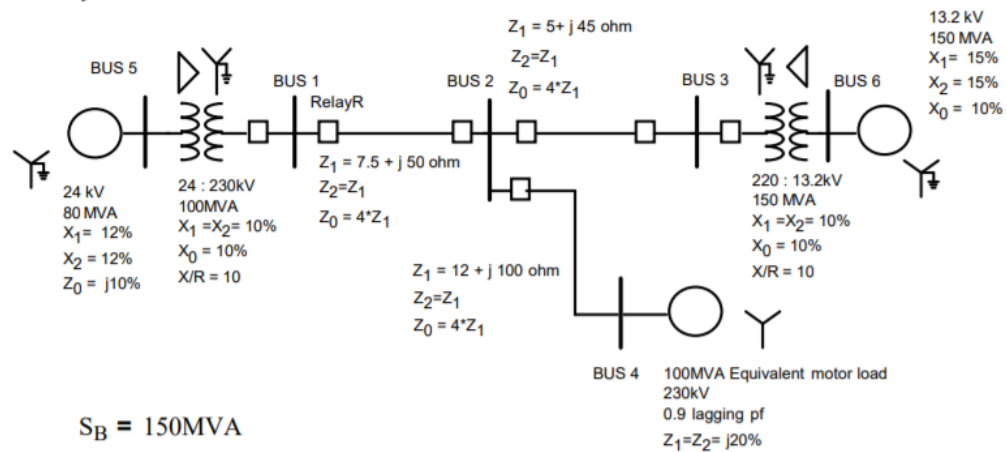 Z1 = 5+ j 45 ohm
Z2=Z1
Z0 = 4*Z1
13.2 kV
150 MVA
X1= 15%
X2 = 15%
X0 = 10%
BUS 5
BUS 1
RelayR
BUS 2
BUS 3
BUS 6
24 kV
80 MVA
X1= 12%
X2 = 12%
Z0 = j10%
24 : 230kV
100MVA
X1 =X2= 10%
X0 = 10%
X/R = 10
Z1 = 7.5 + j 50 ohm
Z2=Z1
Z0 = 4*Z1
220 : 13.2kV
150 MVA
X1 =X2= 10%
X0 = 10%
X/R = 10
Z1 = 12 + j 100 ohm
Z2=Z1
Z0 = 4*Z1
BUS 4
100MVA Equivalent motor load
230kV
0.9 lagging pf
Z1=Z2= j20%
SB = 150MVA